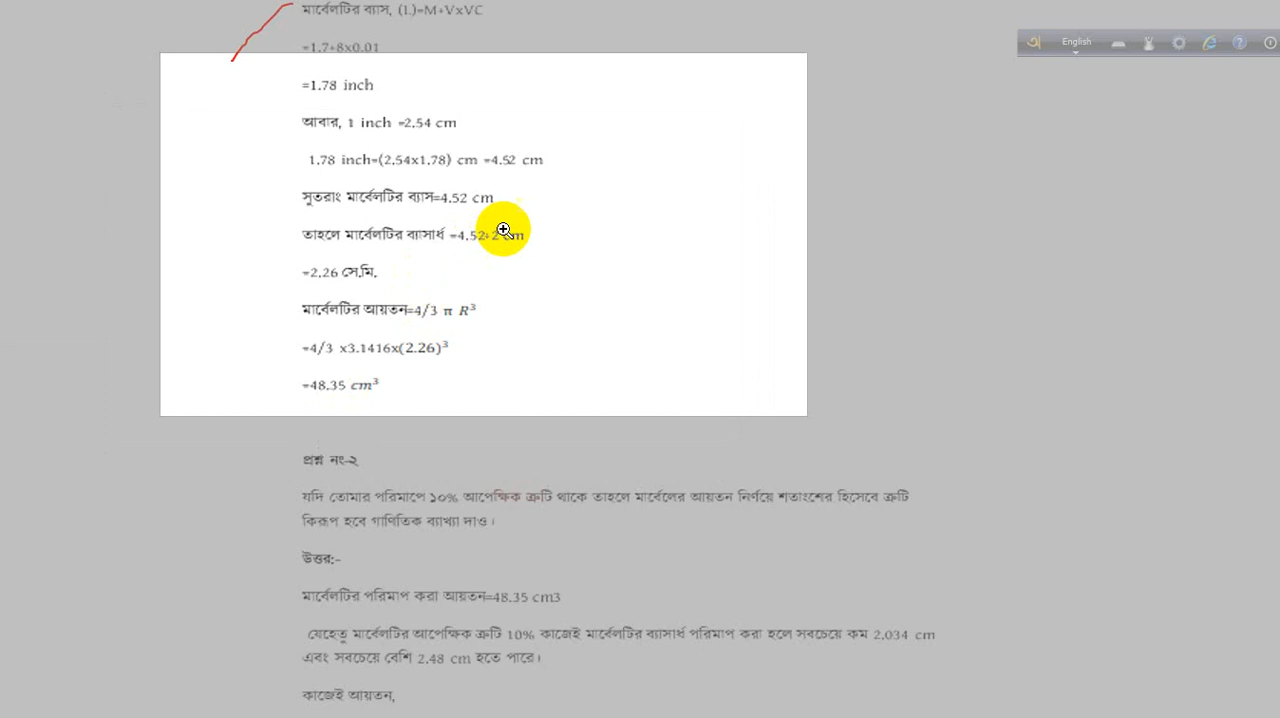 মার্বেলটির ব্যাস, (L)=M+VxVC
English
=1.7+8x0.01
=1.78 inch
আবার, 1 inch =2.54 cm
1.78 inch=(2.54x1.78) cm =4.52 cm
সুতরাং মার্বেলটির ব্যাস=4.52 cm
তাহলে মার্বেলটির ব্যাসার্ধ =4.52÷2 cm
=2.26 সে.মি.
মার্বেলটির আয়তন=4/3 π R³
=4/3 x3.1416x(2.26)³
=48.35 cm³
প্রশ্ন নং-২
যদি তোমার পরিমাপে ১০% আপেক্ষিক ত্রুটি থাকে তাহলে মার্বেলের আয়তন নির্ণয়ে শতাংশের হিসেবে ত্রুটি
কিরূপ হবে গাণিতিক ব্যাখ্যা দাও।
উত্তর:-
মার্বেলটির পরিমাপ করা আয়তন=48.35 cm3
যেহেতু মার্বেলটির আপেক্ষিক ত্রুটি 10% কাজেই মার্বেলটির ব্যাসার্ধ পরিমাপ করা হলে সবচেয়ে কম 2.034 cm
এবং সবচেয়ে বেশি 2.48 cm হতে পারে।
কাজেই আয়তন,